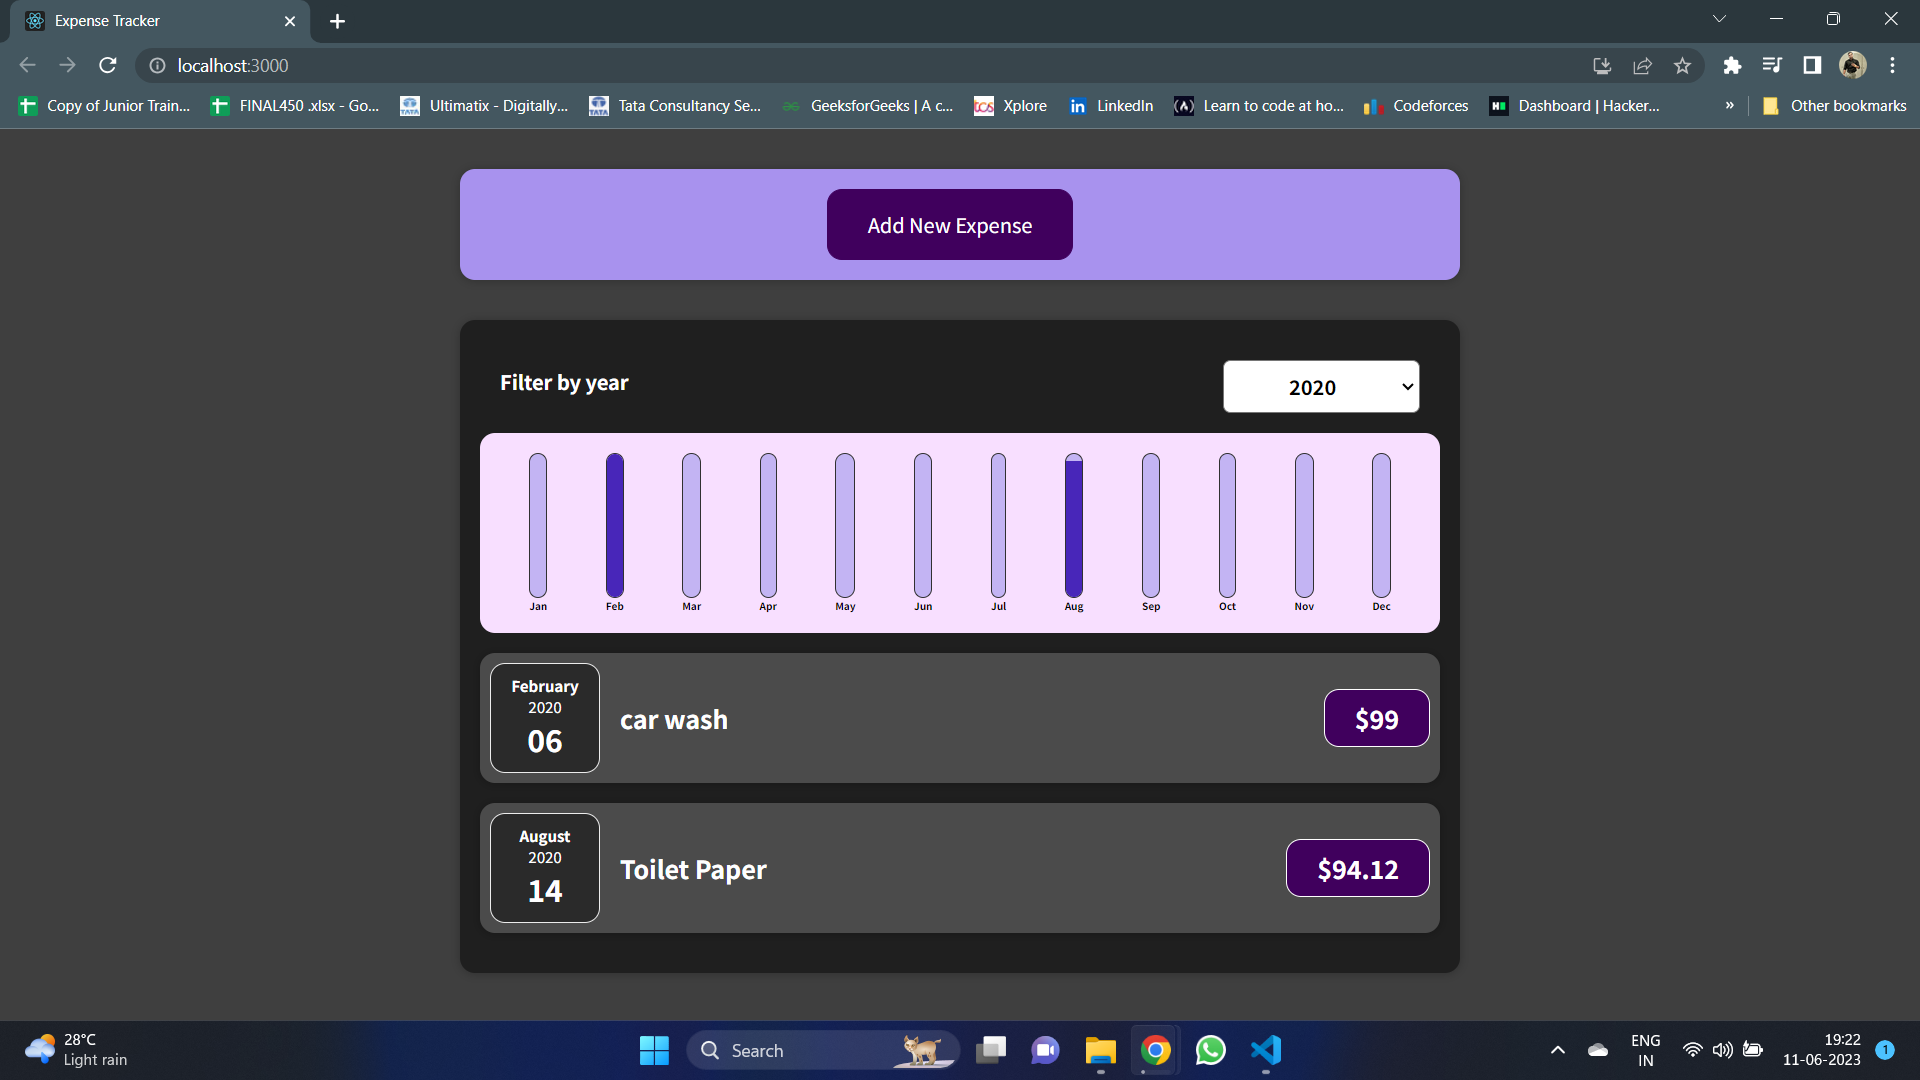 Expense Tracker
localhost:3000
Copy of Junior Train...
FINAL450 .xlsx - Go...
Ultimatix - Digitally...
Tata Consultancy Se...
GeeksforGeeks | A c...
Xplore
LinkedIn
Learn to code at ho...
Codeforces
Dashboard | Hacker...
»
Other bookmarks
Add New Expense
Filter by year
2020
Jan Feb Mar Apr May Jun Jul Aug Sep Oct Nov Dec
February
2020
06
car wash
$99
August
2020
14
Toilet Paper
$94.12
28°C
Light rain
Search
ENG
IN
19:22
11-06-2023
1